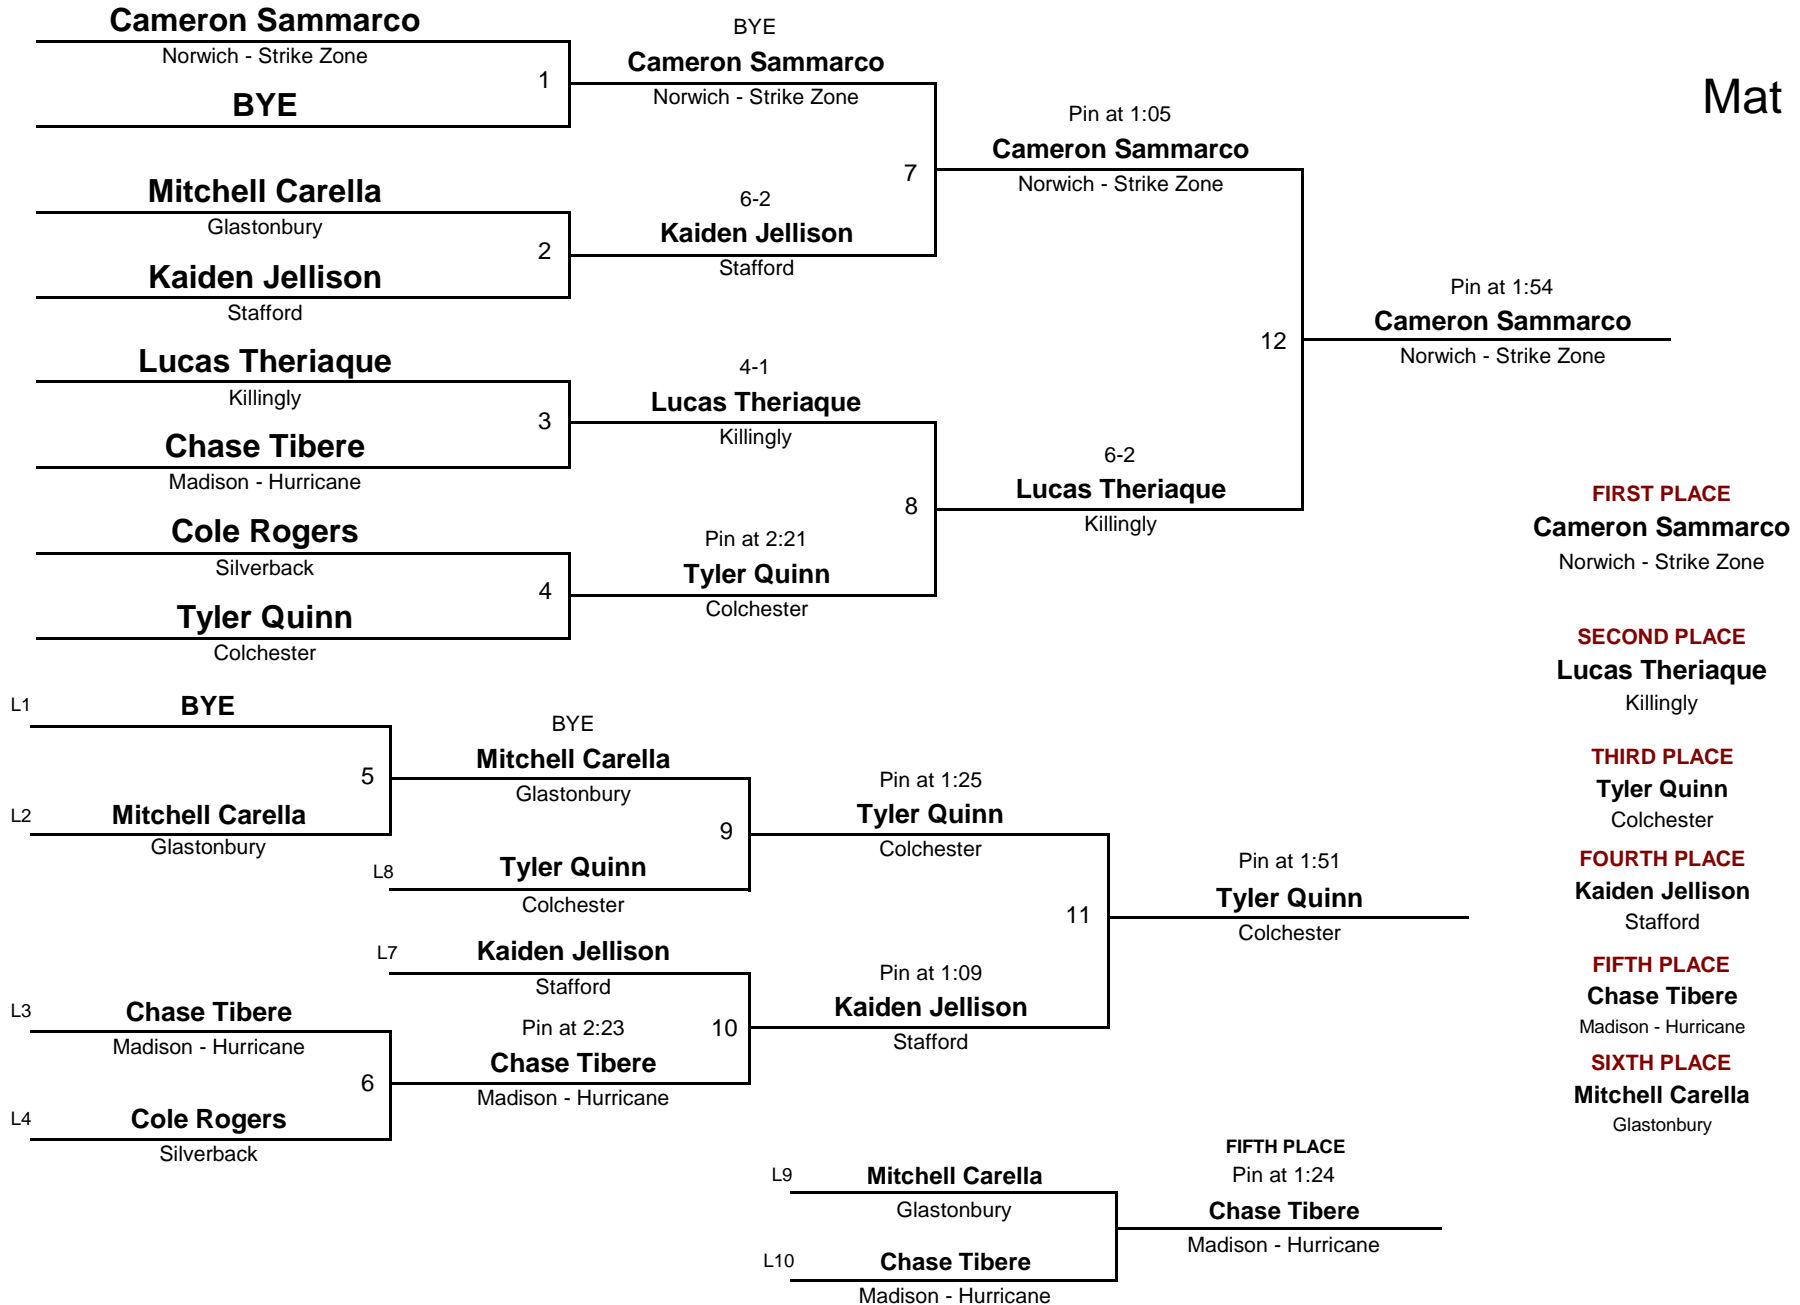 Cameron Sammarco
Norwich - Strike Zone
1
BYE
BYE
Cameron Sammarco
Norwich - Strike Zone
Mat
Mitchell Carella
Glastonbury
2
Kaiden Jellison
Stafford
6-2
Kaiden Jellison
Stafford
7
Pin at 1:05
Cameron Sammarco
Norwich - Strike Zone
Lucas Theriaque
Killingly
3
Chase Tibere
Madison - Hurricane
4-1
Lucas Theriaque
Killingly
Cole Rogers
Silverback
4
Tyler Quinn
Colchester
Pin at 2:21
Tyler Quinn
Colchester
8
6-2
Lucas Theriaque
Killingly
12
Pin at 1:54
Cameron Sammarco
Norwich - Strike Zone
FIRST PLACE
Cameron Sammarco
Norwich - Strike Zone
SECOND PLACE
Lucas Theriaque
Killingly
THIRD PLACE
Tyler Quinn
Colchester
FOURTH PLACE
Kaiden Jellison
Stafford
FIFTH PLACE
Chase Tibere
Madison - Hurricane
SIXTH PLACE
Mitchell Carella
Glastonbury
L1
BYE
5
L2
Mitchell Carella
Glastonbury
BYE
Mitchell Carella
Glastonbury
9
L8
Tyler Quinn
Colchester
Pin at 1:25
Tyler Quinn
Colchester
L7
Kaiden Jellison
Stafford
L3
Chase Tibere
Madison - Hurricane
6
L4
Cole Rogers
Silverback
Pin at 2:23
Chase Tibere
Madison - Hurricane
10
Pin at 1:09
Kaiden Jellison
Stafford
11
Pin at 1:51
Tyler Quinn
Colchester
L9
Mitchell Carella
Glastonbury
L10
Chase Tibere
Madison - Hurricane
FIFTH PLACE
Pin at 1:24
Chase Tibere
Madison - Hurricane